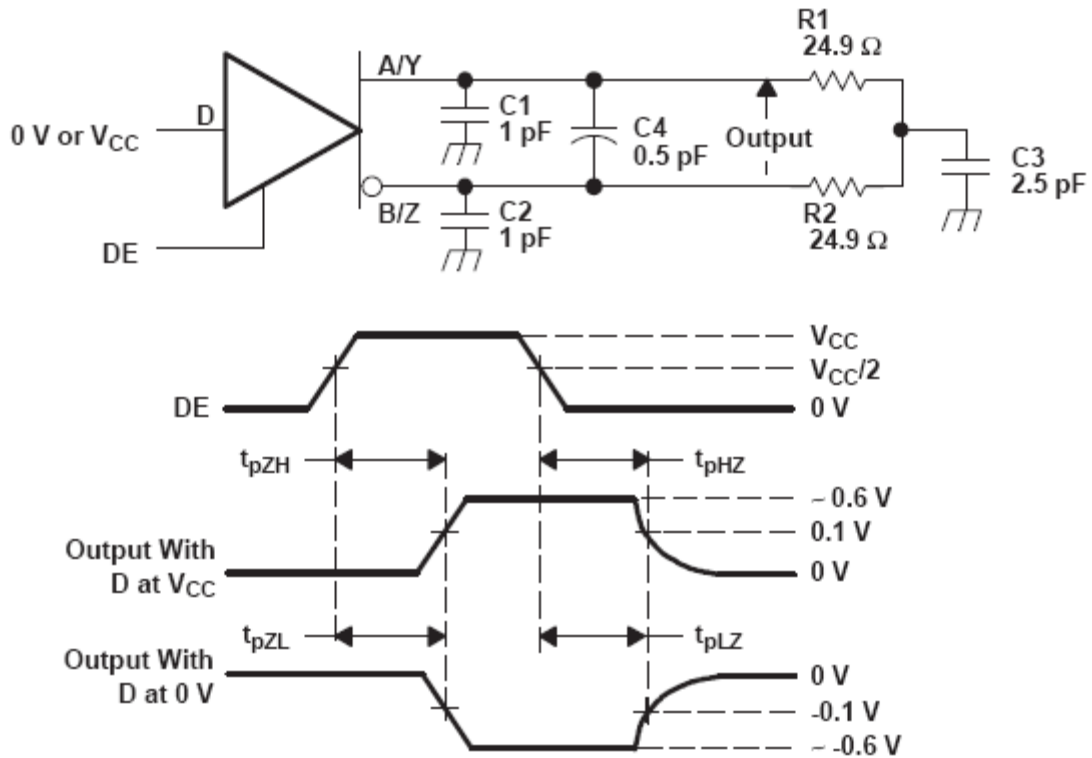 R1
24.9 Ω
A/Y
D
0 V or VCC
C1
1 pF
C4
0.5 pF
Output
C3
2.5 pF
B/Z
C2
1 pF
R2
24.9 Ω
DE
VCC
VCC/2
DE
0 V
tpZH
tpHZ
~ 0.6 V
0.1 V
Output With
D at VCC
0 V
tpZL
tpLZ
Output With
D at 0 V
0 V
-0.1 V
~ -0.6 V